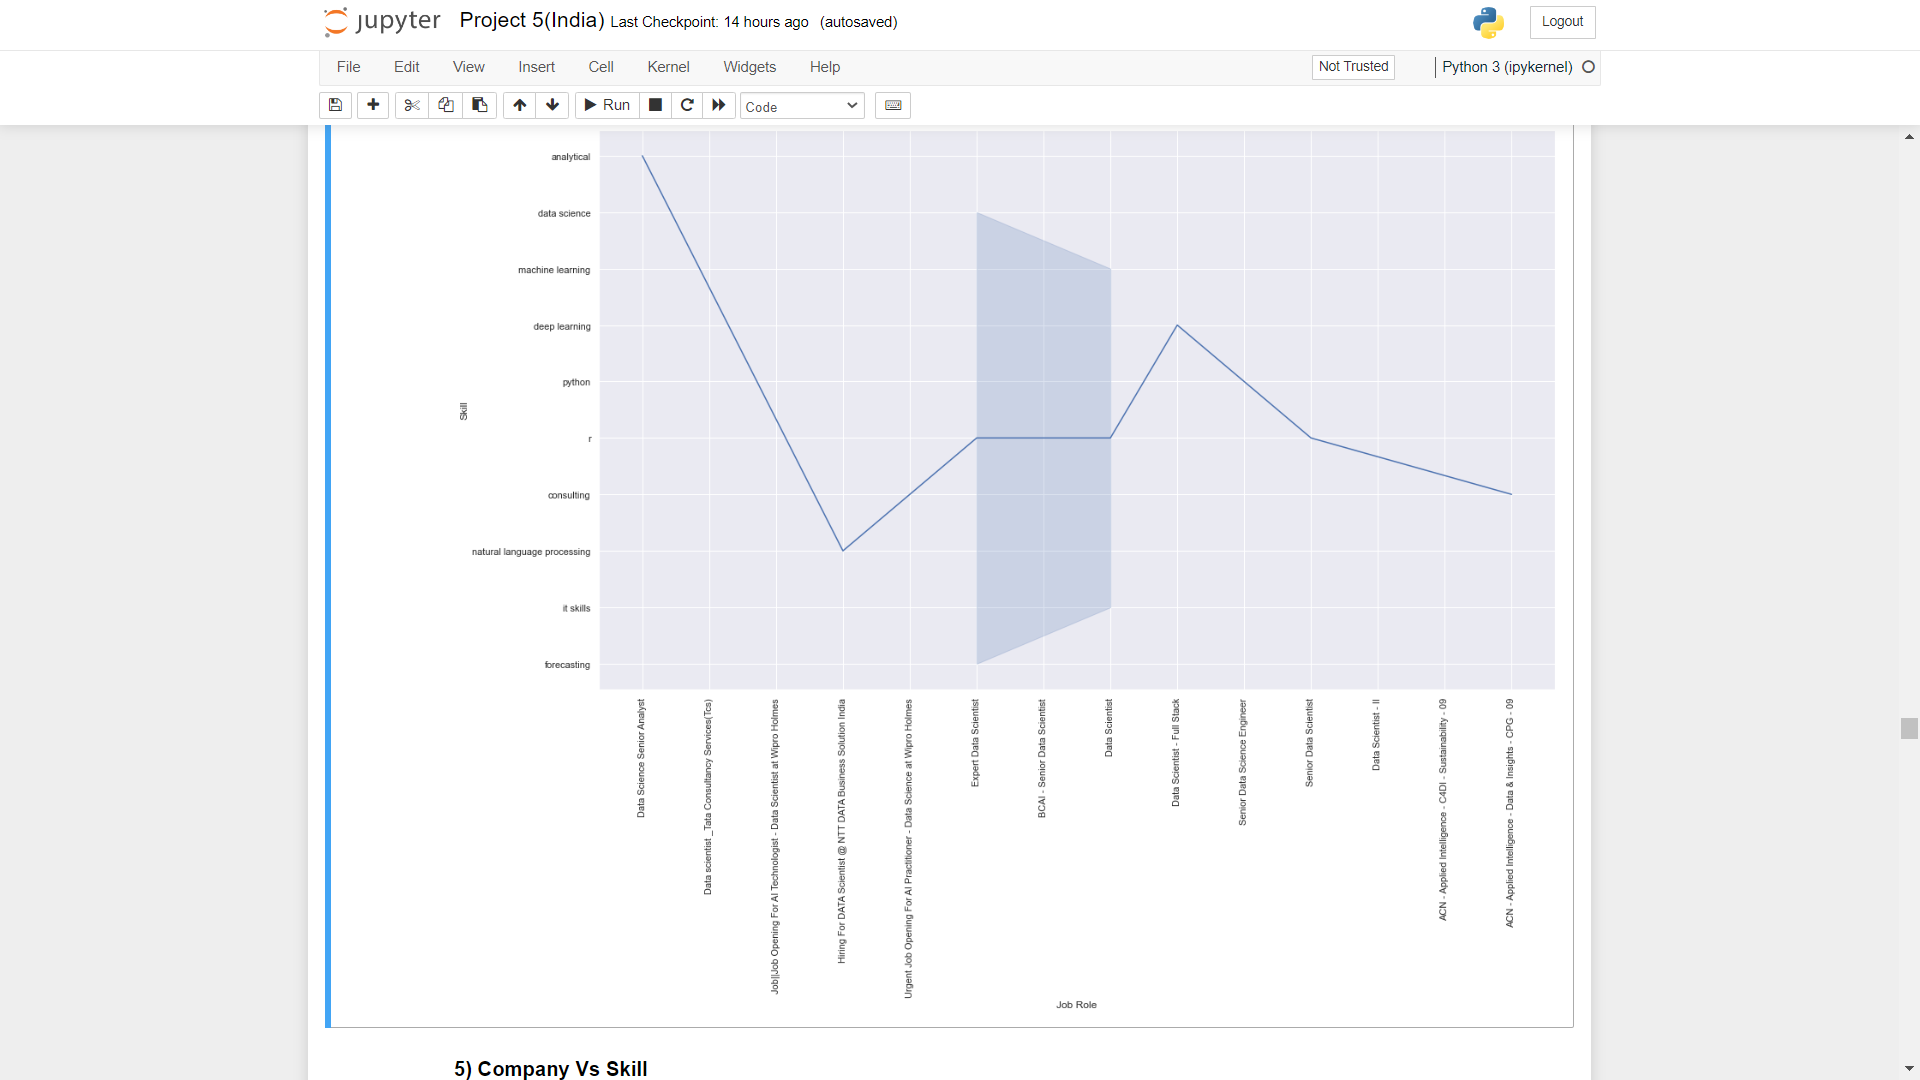 jupyter Project 5(India) Last Checkpoint: 14 hours ago (autosaved)
Logout
File Edit View Insert Cell Kernel Widgets Help
Not Trusted
Python 3 (ipykernel)
Run
Code
analytical
data science
machine learning
deep learning
python
r
consulting
natural language processing
it skills
forecasting
Skill
Data Science Senior Analyst
Data scientist _Tata Consultancy Services(Tcs)
Job||Job Opening For AI Technologist - Data Scientist at Wipro Holmes
Hiring For DATA Scientist @ NTT DATA Business Solution India
Urgent Job Opening For AI Practitioner - Data Science at Wipro Holmes
Expert Data Scientist
BCAI - Senior Data Scientist
Data Scientist
Data Scientist - Full Stack
Senior Data Science Engineer
Senior Data Scientist
Data Scientist - II
ACN - Applied Intelligence - C4DI - Sustainability - 09
ACN - Applied Intelligence - Data & Insights - CPG - 09
Job Role
5) Company Vs Skill